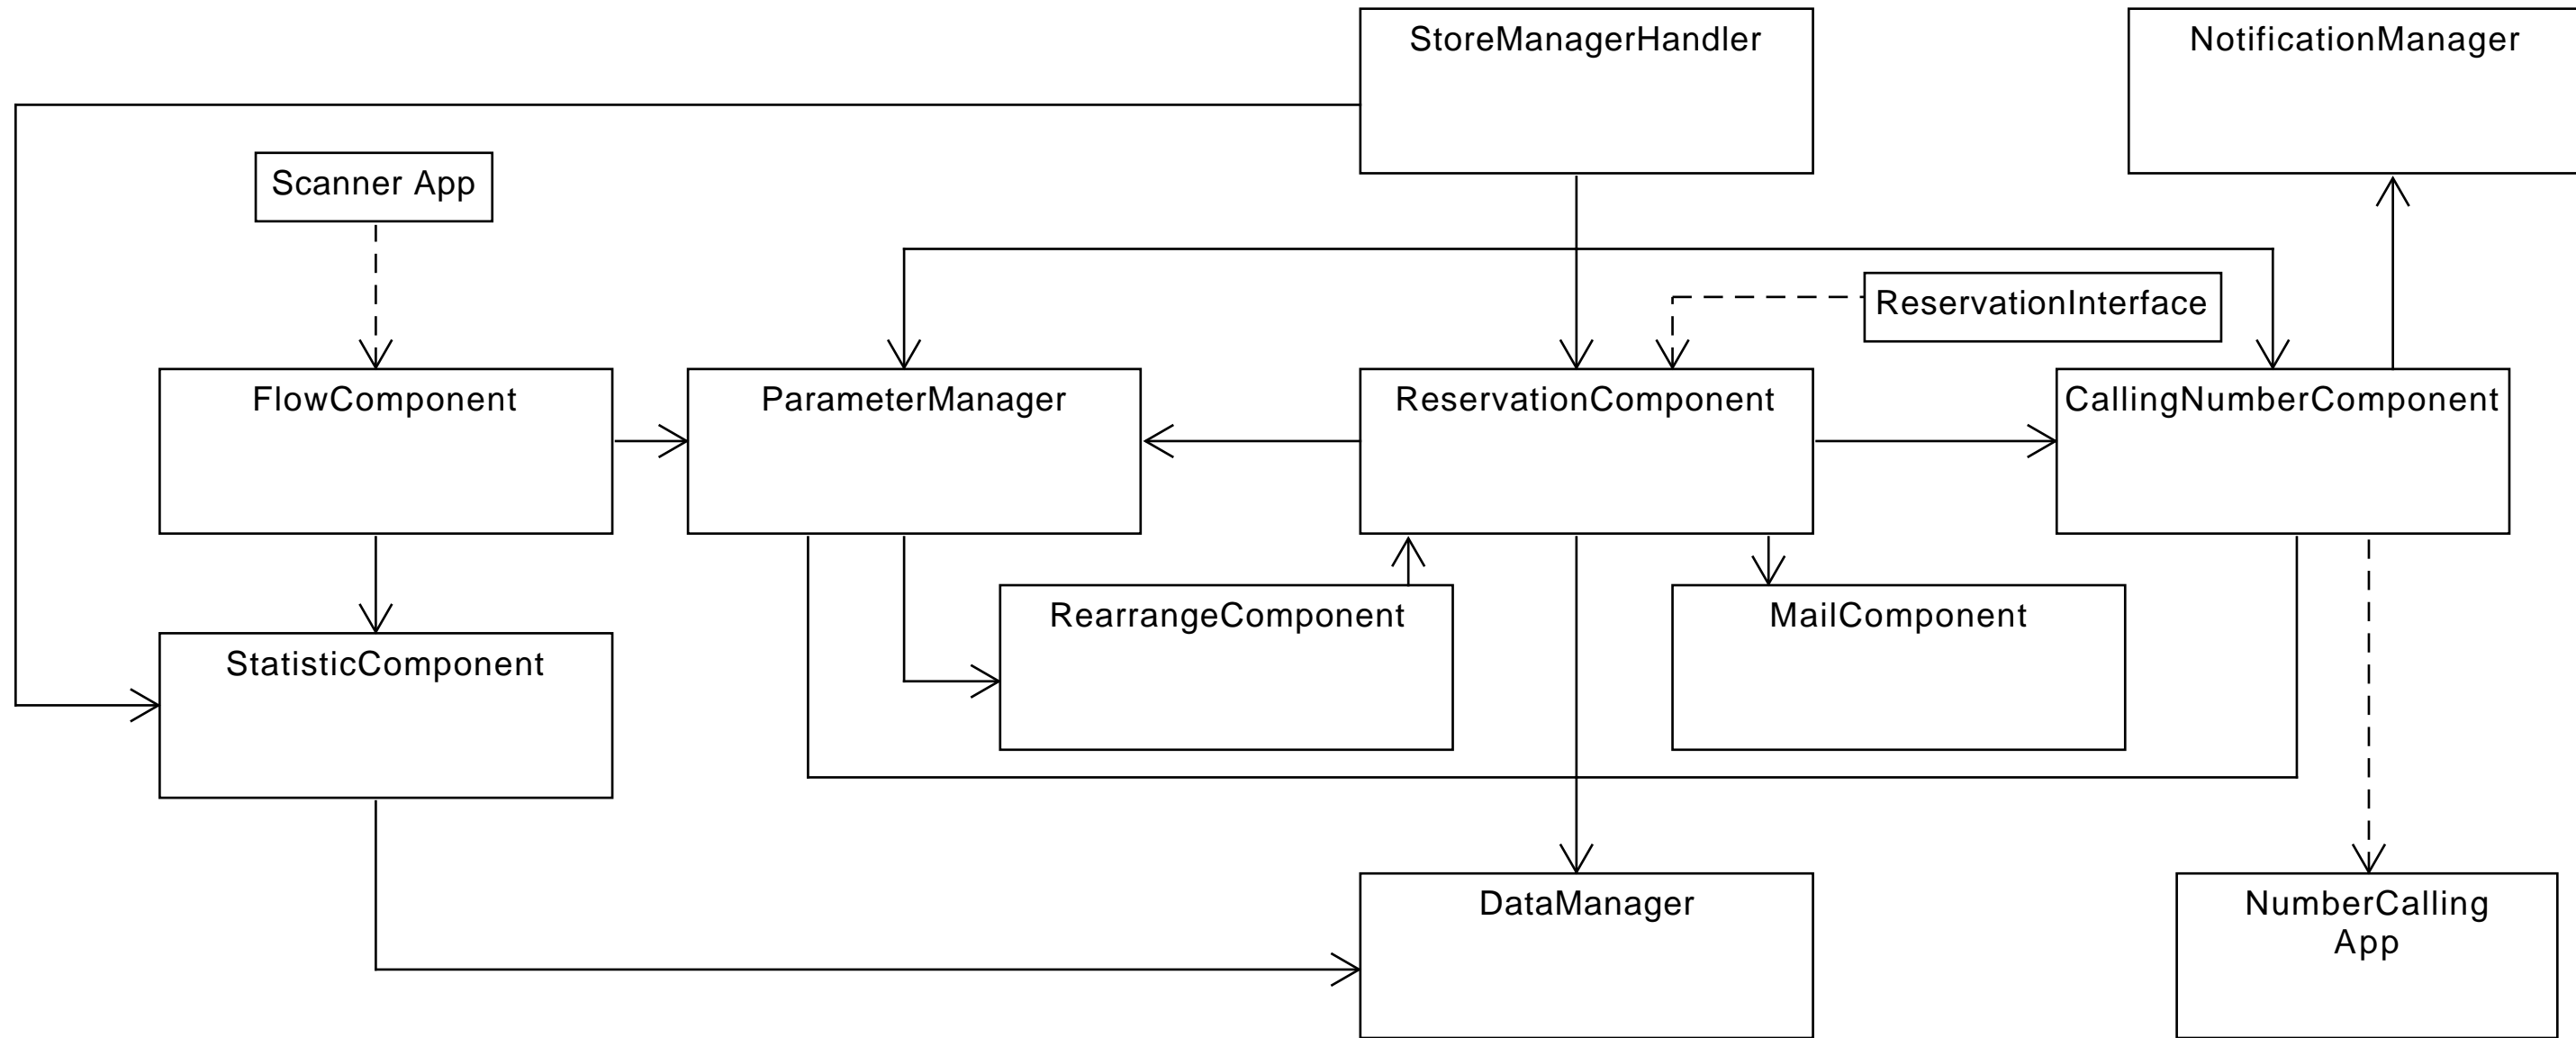 StoreManagerHandler
NotificationManager
Scanner App
ReservationInterface
FlowComponent
ParameterManager
ReservationComponent
CallingNumberComponent
RearrangeComponent
MailComponent
StatisticComponent
DataManager
NumberCalling
App